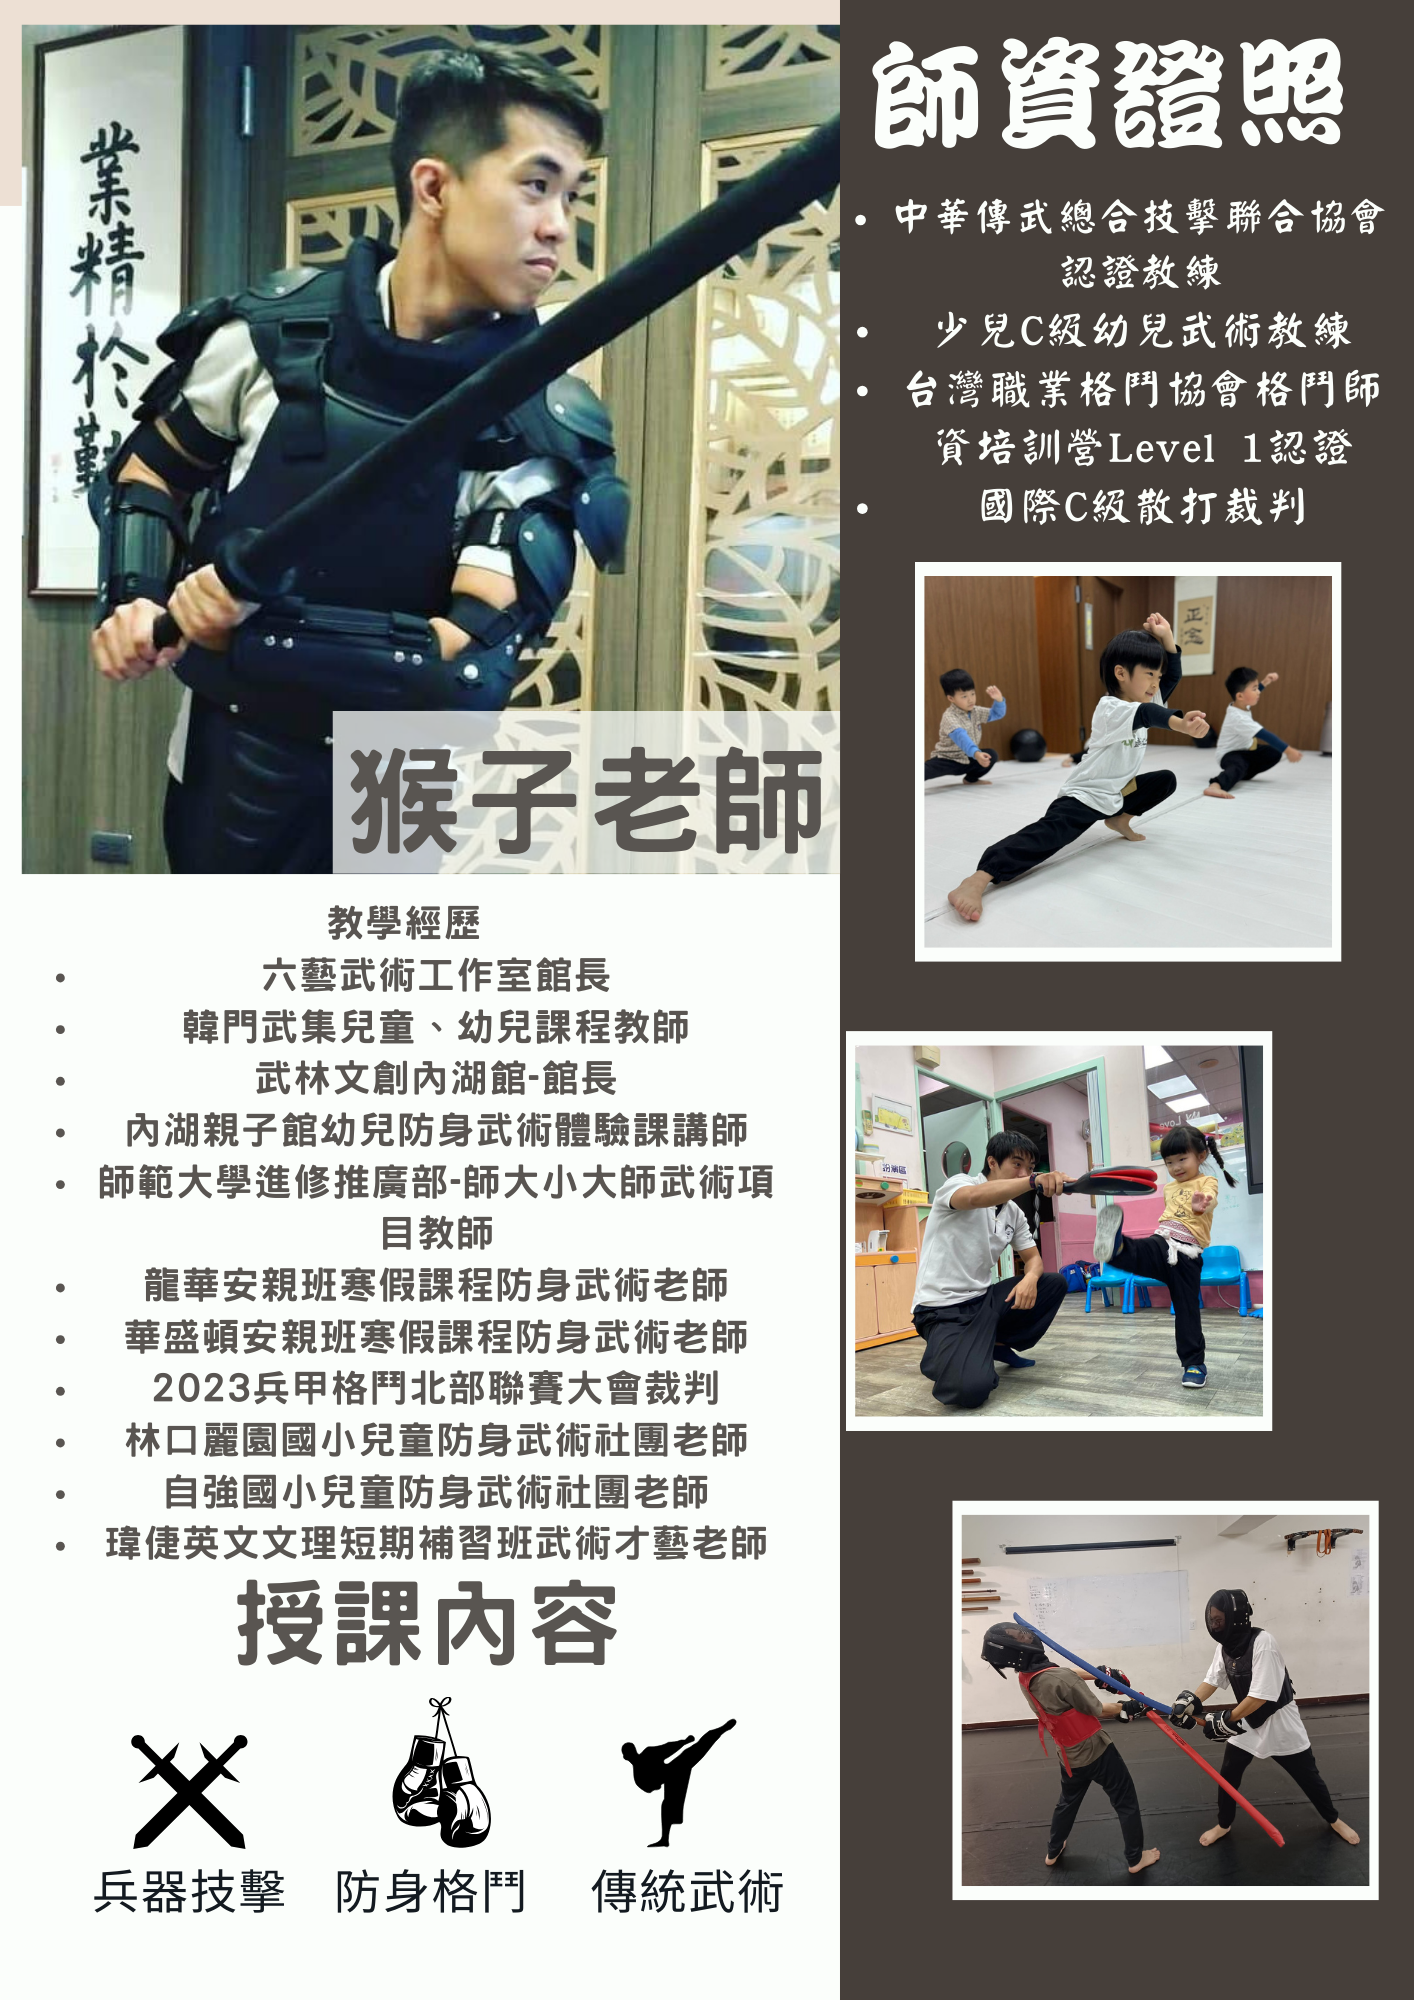 業精於勤
猴子老師
教學經歷
• 六藝武術工作室館長
• 韓門武集兒童、幼兒課程教師
• 武林文創內湖館-館長
• 內湖親子館幼兒防身武術體驗課講師
• 師範大學進修推廣部-師大小大師武術項
目教師
• 龍華安親班寒假課程防身武術老師
• 華盛頓安親班寒假課程防身武術老師
• 2023兵甲格鬥北部聯賽大會裁判
• 林口麗園國小兒童防身武術社團老師
• 自強國小兒童防身武術社團老師
• 瑋倢英文文理短期補習班武術才藝老師
授課內容
兵器技擊
防身格鬥
傳統武術
師資證照
• 中華傳武總合技擊聯合協會
認證教練
• 少兒C級幼兒武術教練
• 台灣職業格鬥協會格鬥師
資培訓營Level 1認證
• 國際C級散打裁判
正念
扮演區